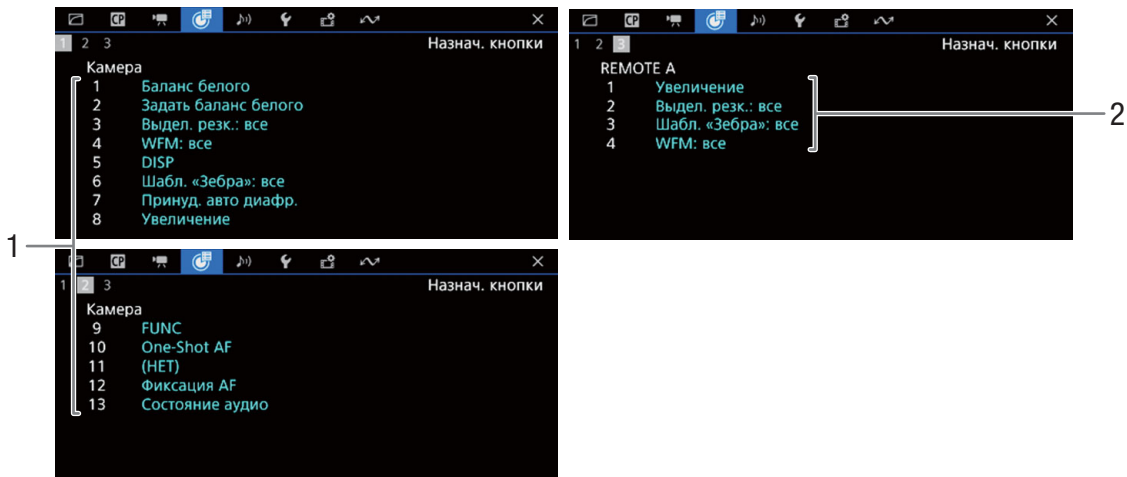 CP
1 2 3 Назнач. кнопки
Камера
1 Баланс белого
2 Задать баланс белого
3 Выдел. резк.: все
4 WFM: все
5 DISP
6 Шабл. «Зебра»: все
7 Принуд. авто диафр.
8 Увеличение
1
CP
1 2 3 Назнач. кнопки
Камера
9 FUNC
10 One-Shot AF
11 (НЕТ)
12 Фиксация AF
13 Состояние аудио
CP
1 2 3 Назнач. кнопки
REMOTE A
1 Увеличение
2 Выдел. резк.: все
3 Шабл. «Зебра»: все
4 WFM: все
2